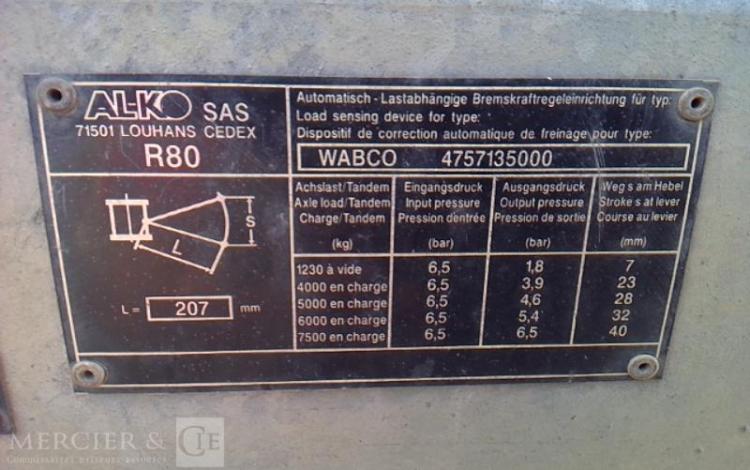 AL-KO SAS
71501 LOUHANS CEDEX
R80
S
L
L = 207 mm
Automatisch - Lastabhängige Bremskraftregeleinrichtung für typ:
Load sensing device for type:
Dispositif de correction automatique de freinage pour type:
WABCO 4757135000
Achslast/Tandem Eingangsdruck Ausgangsdruck Weg s am Hebel
Axle load/Tandem Input pressure Output pressure Stroke s at lever
Charge/Tandem Pression d'entrée Pression de sortie Course au levier
(kg) (bar) (bar) (mm)
1230 à vide 6,5 1,8 7
4000 en charge 6,5 3,9 23
5000 en charge 6,5 4,6 28
6000 en charge 6,5 5,4 32
7500 en charge 6,5 6,5 40
MERCIER & CIE
Commissaires priseurs associés